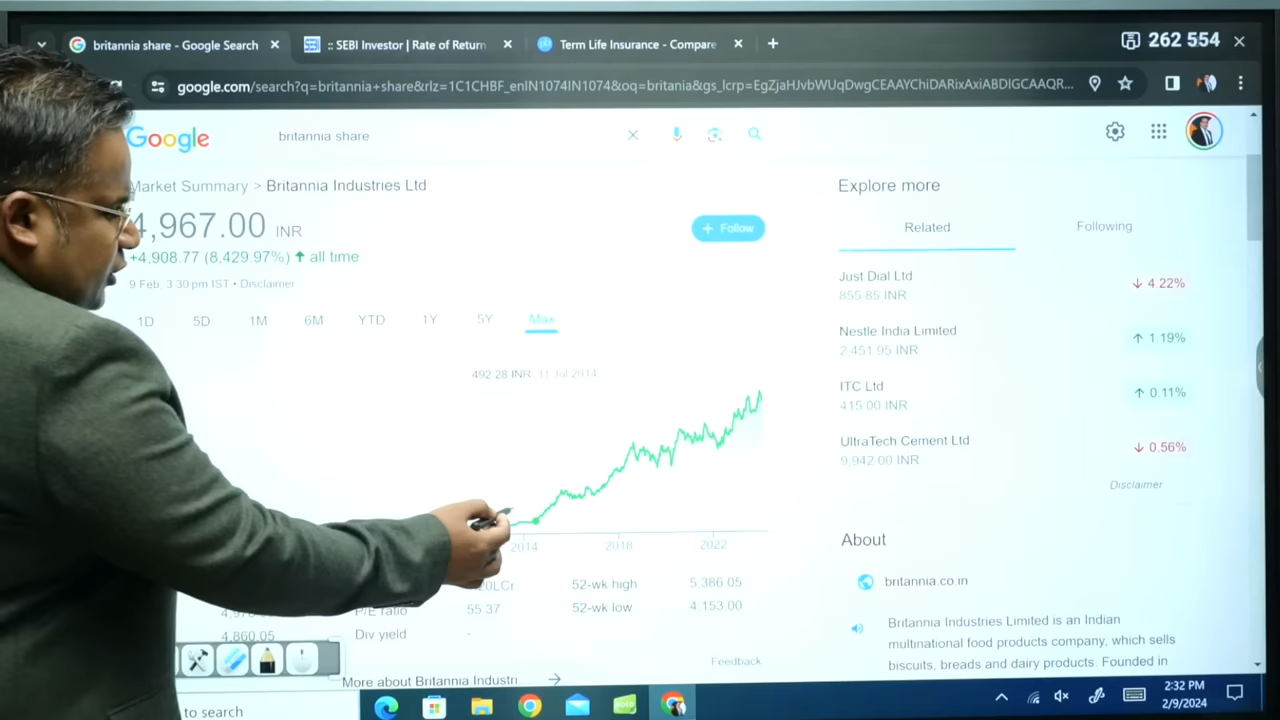 britannia share - Google Search
:: SEBI Investor | Rate of Return
Term Life Insurance - Compare
262 554
google.com/search?q=britannia+share&rlz=1C1CHBF_enIN1074IN1074&oq=britania&gs_lcrp=EgZjaHJvbWUqDwgCEAAYChiDARixAxiABDIGCAAQR...
Google
britannia share
Market Summary > Britannia Industries Ltd
4,967.00 INR
+ Follow
+4,908.77 (8,429.97%) ↑ all time
9 Feb, 3:30 pm IST • Disclaimer
1D 5D 1M 6M YTD 1Y 5Y Max
492.28 INR 11 Jul 2014
2014 2018 2022
52-wk high 5,386.05
P/E ratio 55.37 52-wk low 4,153.00
4,860.05 Div yield -
Feedback
More about Britannia Industri →
Explore more
Related Following
Just Dial Ltd
855.85 INR
↓ 4.22%
Nestle India Limited
2,451.95 INR
↑ 1.19%
ITC Ltd
415.00 INR
↑ 0.11%
UltraTech Cement Ltd
9,942.00 INR
↓ 0.56%
Disclaimer
About
britannia.co.in
Britannia Industries Limited is an Indian
multinational food products company, which sells
biscuits, breads and dairy products. Founded in
to search
2:32 PM
2/9/2024